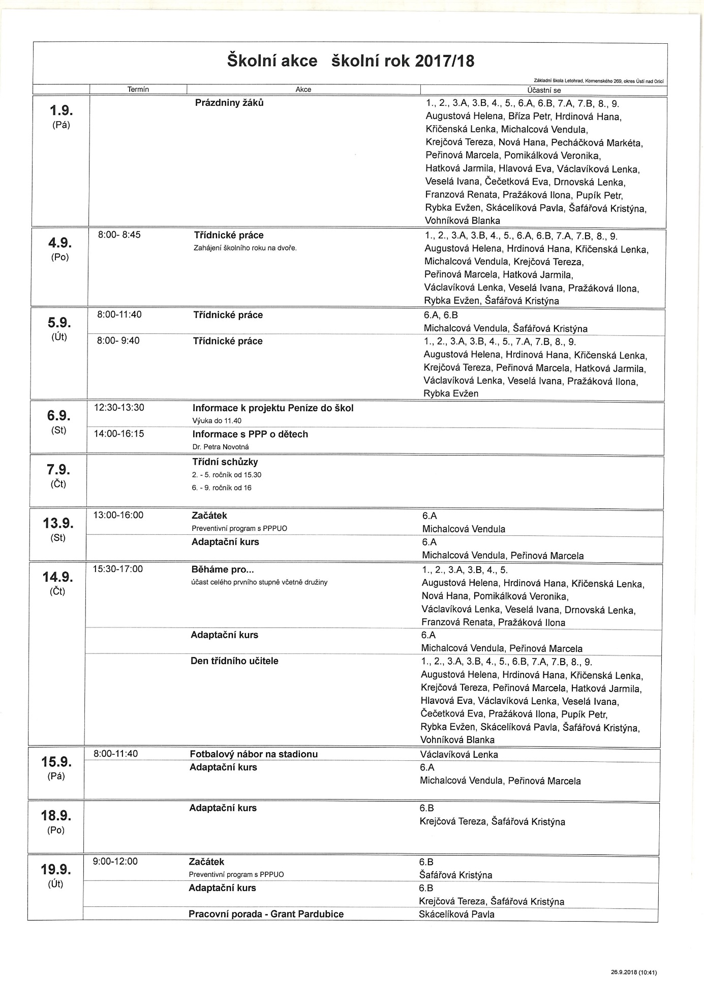 Školní akce školní rok 2017/18
Základní škola Letohrad, Komenského 269, okres Ústí nad Orlicí
Termín Akce Účastní se
1.9. Prázdniny žáků 1., 2., 3.A, 3.B, 4., 5., 6.A, 6.B, 7.A, 7.B, 8., 9.
(Pá) Augustová Helena, Bříza Petr, Hrdinová Hana,
Křičenská Lenka, Michalcová Vendula,
Krejčová Tereza, Nová Hana, Pecháčková Markéta,
Peřinová Marcela, Pomikálková Veronika,
Hatková Jarmila, Hlavová Eva, Václavíková Lenka,
Veselá Ivana, Čečetková Eva, Drnovská Lenka,
Franzová Renata, Pražáková Ilona, Pupík Petr,
Rybka Evžen, Skácelíková Pavla, Šafářová Kristýna,
Vohníková Blanka
4.9. 8:00- 8:45 Třídnické práce 1., 2., 3.A, 3.B, 4., 5., 6.A, 6.B, 7.A, 7.B, 8., 9.
(Po) Zahájení školního roku na dvoře. Augustová Helena, Hrdinová Hana, Křičenská Lenka,
Michalcová Vendula, Krejčová Tereza,
Peřinová Marcela, Hatková Jarmila,
Václavíková Lenka, Veselá Ivana, Pražáková Ilona,
Rybka Evžen, Šafářová Kristýna
5.9. 8:00-11:40 Třídnické práce 6.A, 6.B
(Út) Michalcová Vendula, Šafářová Kristýna
8:00- 9:40 Třídnické práce 1., 2., 3.A, 3.B, 4., 5., 7.A, 7.B, 8., 9.
Augustová Helena, Hrdinová Hana, Křičenská Lenka,
Krejčová Tereza, Peřinová Marcela, Hatková Jarmila,
Václavíková Lenka, Veselá Ivana, Pražáková Ilona,
Rybka Evžen
6.9. 12:30-13:30 Informace k projektu Peníze do škol
(St) Výuka do 11.40
14:00-16:15 Informace s PPP o dětech
Dr. Petra Novotná
7.9. Třídní schůzky
(Čt) 2. - 5. ročník od 15.30
6. - 9. ročník od 16
13.9. 13:00-16:00 Začátek 6.A
(St) Preventivní program s PPPUO Michalcová Vendula
Adaptační kurs 6.A
Michalcová Vendula, Peřinová Marcela
14.9. 15:30-17:00 Běháme pro... 1., 2., 3.A, 3.B, 4., 5.
(Čt) účast celého prvního stupně včetně družiny Augustová Helena, Hrdinová Hana, Křičenská Lenka,
Nová Hana, Pomikálková Veronika,
Václavíková Lenka, Veselá Ivana, Drnovská Lenka,
Franzová Renata, Pražáková Ilona
Adaptační kurs 6.A
Michalcová Vendula, Peřinová Marcela
Den třídního učitele 1., 2., 3.A, 3.B, 4., 5., 6.B, 7.A, 7.B, 8., 9.
Augustová Helena, Hrdinová Hana, Křičenská Lenka,
Krejčová Tereza, Peřinová Marcela, Hatková Jarmila,
Hlavová Eva, Václavíková Lenka, Veselá Ivana,
Čečetková Eva, Pražáková Ilona, Pupík Petr,
Rybka Evžen, Skácelíková Pavla, Šafářová Kristýna,
Vohníková Blanka
15.9. 8:00-11:40 Fotbalový nábor na stadionu Václavíková Lenka
(Pá) Adaptační kurs 6.A
Michalcová Vendula, Peřinová Marcela
18.9. Adaptační kurs 6.B
(Po) Krejčová Tereza, Šafářová Kristýna
19.9. 9:00-12:00 Začátek 6.B
(Út) Preventivní program s PPPUO Šafářová Kristýna
Adaptační kurs 6.B
Krejčová Tereza, Šafářová Kristýna
Pracovní porada - Grant Pardubice Skácelíková Pavla
26.9.2018 (10:41)